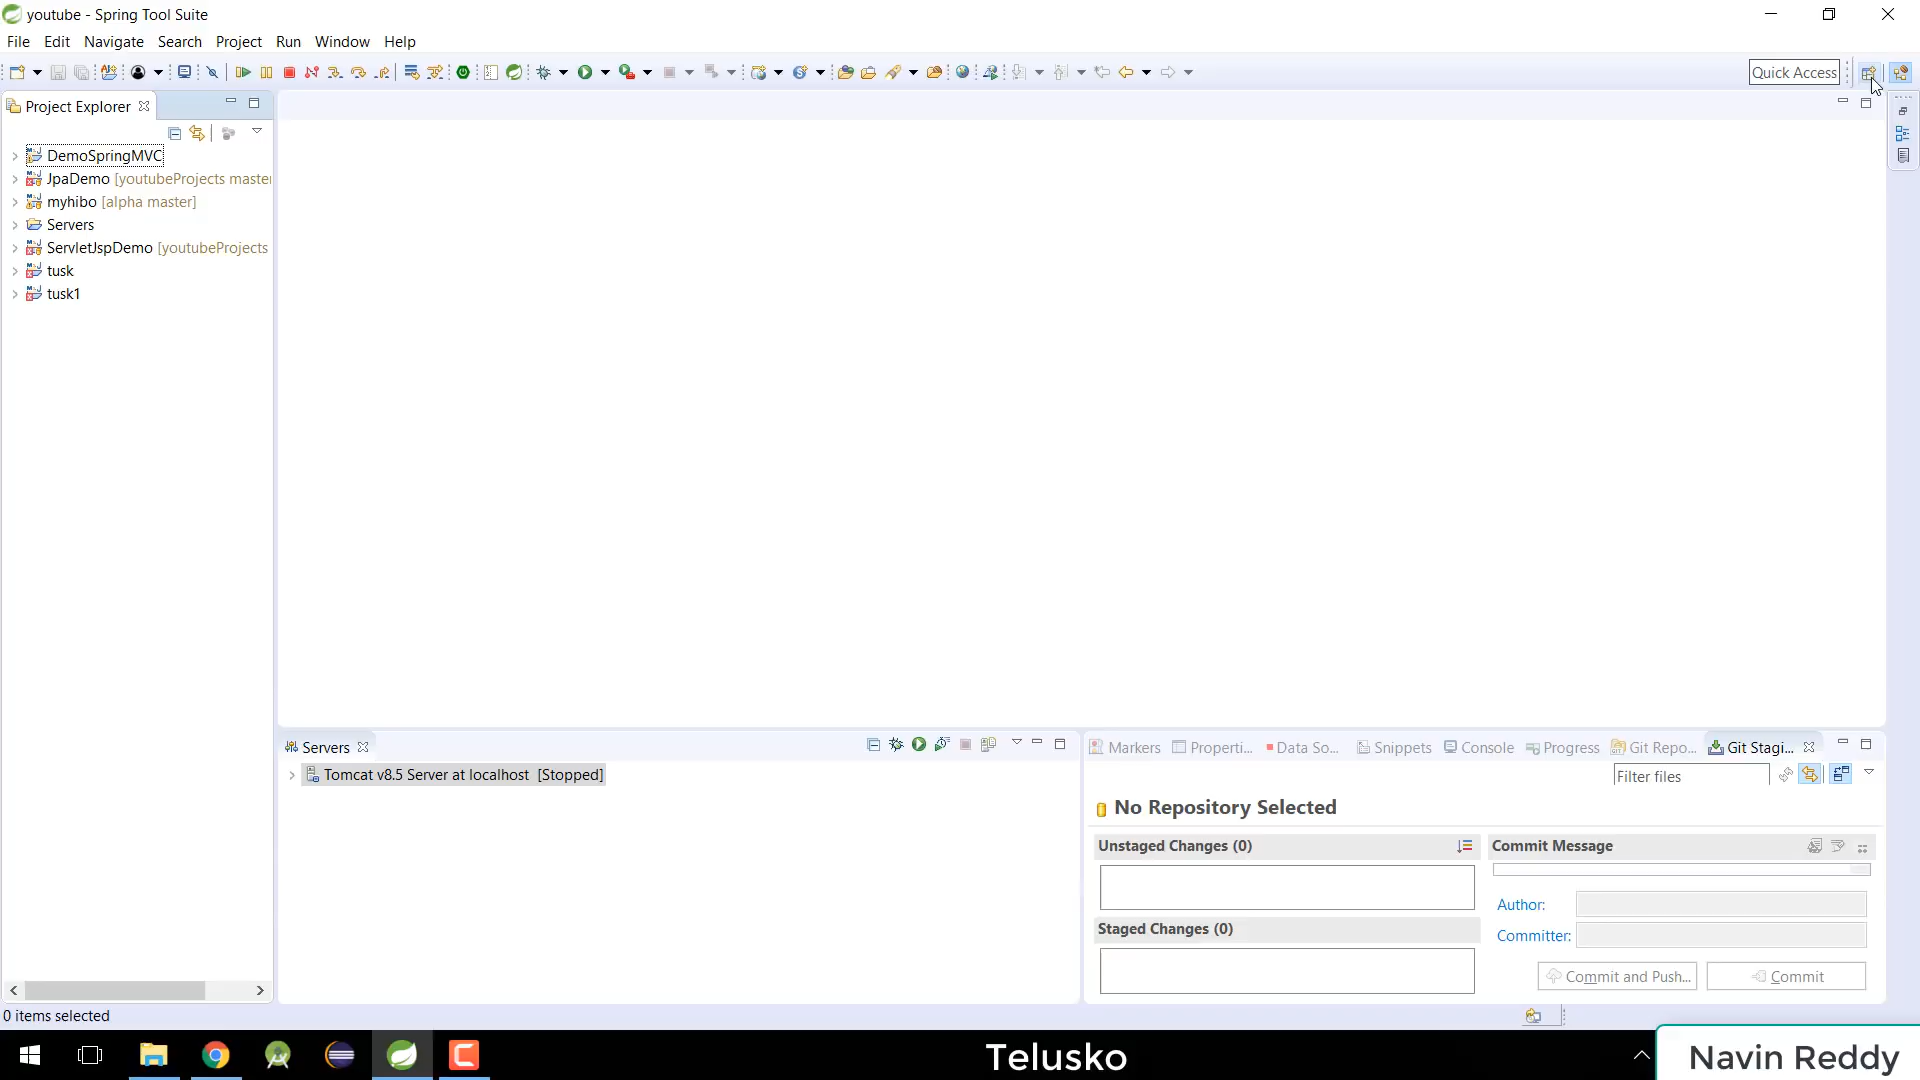 youtube - Spring Tool Suite
File Edit Navigate Search Project Run Window Help
Quick Access
Project Explorer
DemoSpringMVC
JpaDemo [youtubeProjects master
myhibo [alpha master]
Servers
ServletJspDemo [youtubeProjects
tusk
tusk1
Servers
Tomcat v8.5 Server at localhost [Stopped]
Markers Properti... Data So... Snippets Console Progress Git Repo... Git Stagi...
Filter files
No Repository Selected
Unstaged Changes (0)
Commit Message
Author:
Staged Changes (0)
Committer:
Commit and Push... Commit
0 items selected
Telusko
Navin Reddy